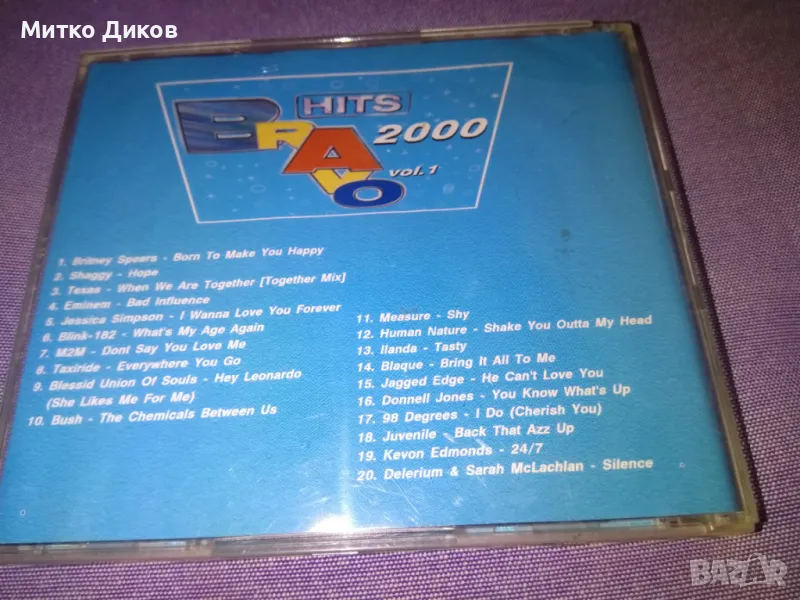 Митко Диков
HITS
BRAVO
2000
vol.1
1. Britney Spears - Born To Make You Happy
2. Shaggy - Hope
3. Texas - When We Are Together [Together Mix]
4. Eminem - Bad Influence
5. Jessica Simpson - I Wanna Love You Forever
6. Blink-182 - What's My Age Again
7. M2M - Dont Say You Love Me
8. Taxiride - Everywhere You Go
9. Blessid Union Of Souls - Hey Leonardo
(She Likes Me For Me)
10. Bush - The Chemicals Between Us
11. Measure - Shy
12. Human Nature - Shake You Outta My Head
13. Ilanda - Tasty
14. Blaque - Bring It All To Me
15. Jagged Edge - He Can't Love You
16. Donnell Jones - You Know What's Up
17. 98 Degrees - I Do (Cherish You)
18. Juvenile - Back That Azz Up
19. Kevon Edmonds - 24/7
20. Delerium & Sarah McLachlan - Silence
BAZAR